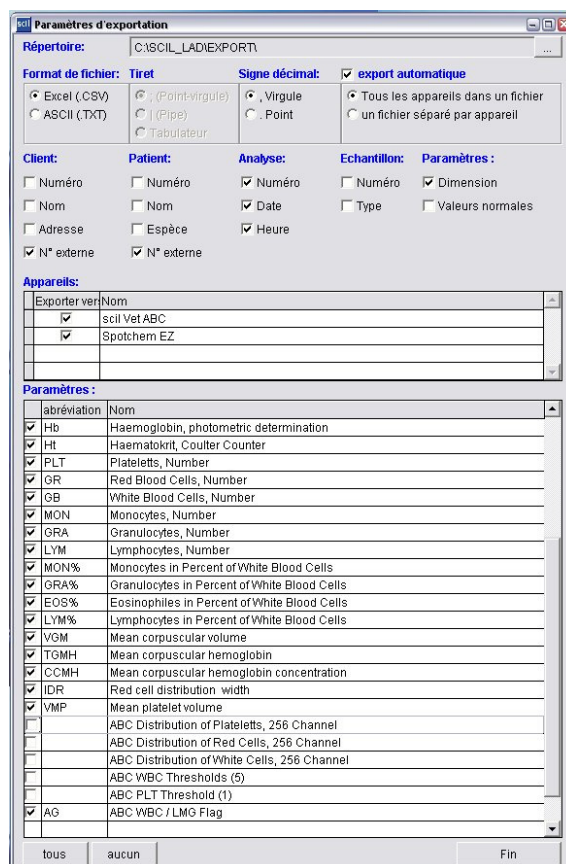 scil Paramètres d'exportation
Répertoire: C:\SCIL_LAD\EXPORT\ ...
Format de fichier: Tiret Signe décimal: export automatique
Excel (.CSV) ; (Point-virgule) , Virgule Tous les appareils dans un fichier
ASCII (.TXT) | (Pipe) . Point un fichier séparé par appareil
Tabulateur
Client: Patient: Analyse: Echantillon: Paramètres :
Numéro Numéro Numéro Numéro Dimension
Nom Nom Date Type Valeurs normales
Adresse Espèce Heure
N° externe N° externe
Appareils:
Exporter ver Nom
scil Vet ABC
Spotchem EZ
Paramètres :
abréviation Nom
Hb Haemoglobin, photometric determination
Ht Haematokrit, Coulter Counter
PLT Plateletts, Number
GR Red Blood Cells, Number
GB White Blood Cells, Number
MON Monocytes, Number
GRA Granulocytes, Number
LYM Lymphocytes, Number
MON% Monocytes in Percent of White Blood Cells
GRA% Granulocytes in Percent of White Blood Cells
EOS% Eosinophiles in Percent of White Blood Cells
LYM% Lymphocytes in Percent of White Blood Cells
VGM Mean corpuscular volume
TGMH Mean corpuscular hemoglobin
CCMH Mean corpuscular hemoglobin concentration
IDR Red cell distribution width
VMP Mean platelet volume
ABC Distribution of Plateletts, 256 Channel
ABC Distribution of Red Cells, 256 Channel
ABC Distribution of White Cells, 256 Channel
ABC WBC Thresholds (5)
ABC PLT Threshold (1)
AG ABC WBC / LMG Flag
tous aucun Fin